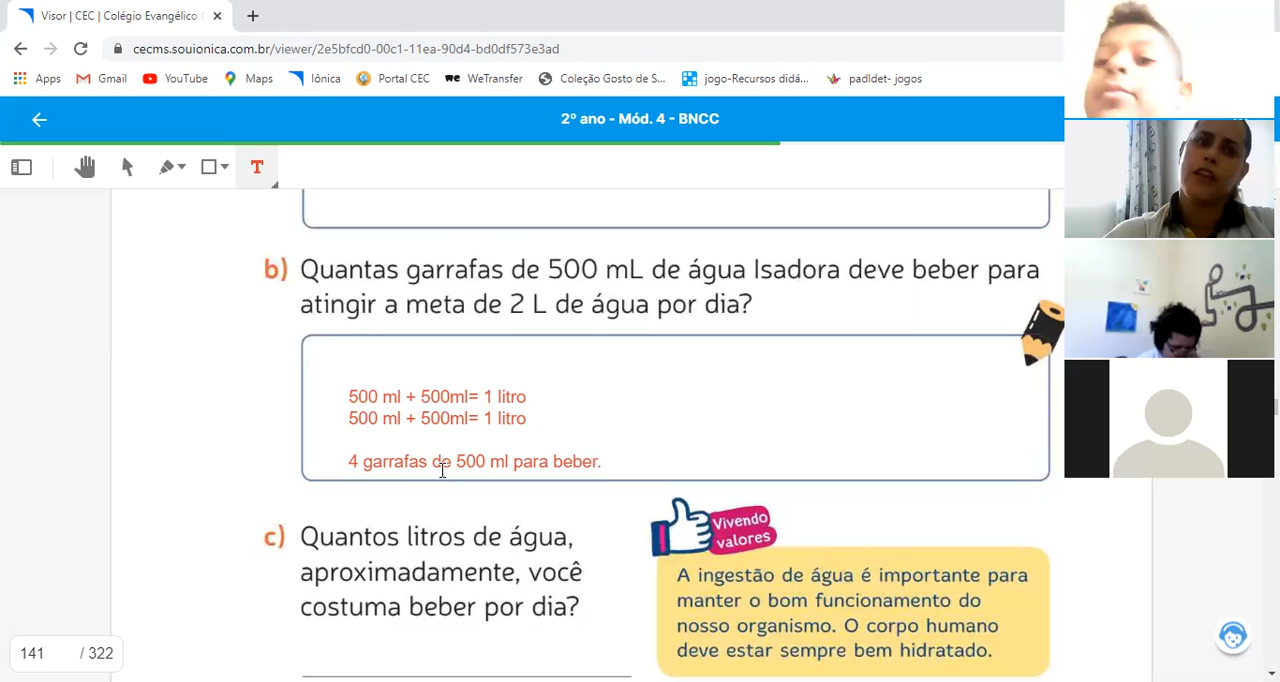 Visor | CEC | Colégio Evangélico
cecms.souionica.com.br/viewer/2e5bfcd0-00c1-11ea-90d4-bd0df573e3ad
Apps Gmail YouTube Maps Iônica Portal CEC WeTransfer Coleção Gosto de S... jogo-Recursos didá... padldet- jogos
2º ano - Mód. 4 - BNCC
T
b) Quantas garrafas de 500 mL de água Isadora deve beber para
atingir a meta de 2 L de água por dia?
500 ml + 500ml= 1 litro
500 ml + 500ml= 1 litro
4 garrafas de 500 ml para beber.
c) Quantos litros de água,
aproximadamente, você
costuma beber por dia?
Vivendo
valores
A ingestão de água é importante para
manter o bom funcionamento do
nosso organismo. O corpo humano
deve estar sempre bem hidratado.
141 / 322